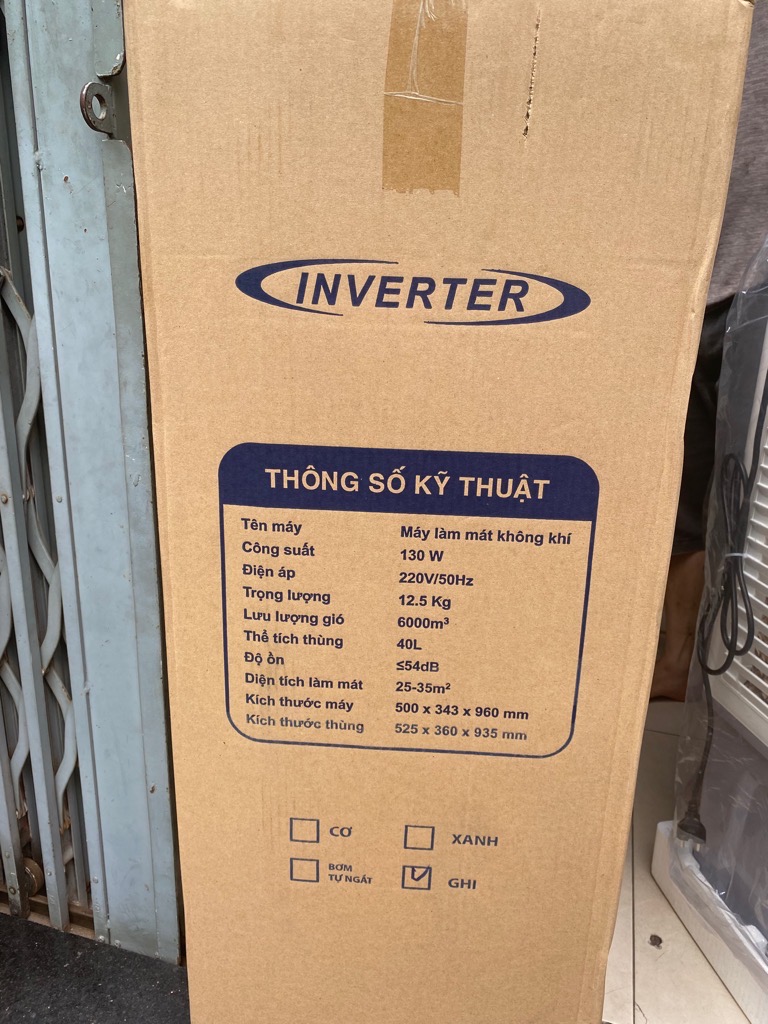 INVERTER
THÔNG SỐ KỸ THUẬT
Tên máy Máy làm mát không khí
Công suất 130 W
Điện áp 220V/50Hz
Trọng lượng 12.5 Kg
Lưu lượng gió 6000m³
Thể tích thùng 40L
Độ ồn ≤54dB
Diện tích làm mát 25-35m²
Kích thước máy 500 x 343 x 960 mm
Kích thước thùng 525 x 360 x 935 mm
CƠ XANH
BƠM
TỰ NGẮT GHI